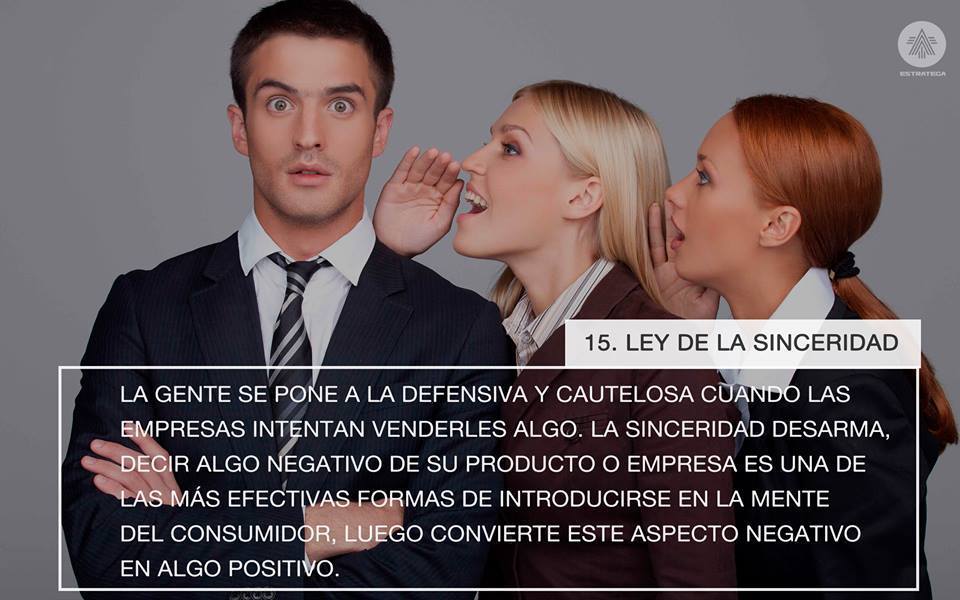 ESTRATEGA
15. LEY DE LA SINCERIDAD
LA GENTE SE PONE A LA DEFENSIVA Y CAUTELOSA CUANDO LAS
EMPRESAS INTENTAN VENDERLES ALGO. LA SINCERIDAD DESARMA,
DECIR ALGO NEGATIVO DE SU PRODUCTO O EMPRESA ES UNA DE
LAS MÁS EFECTIVAS FORMAS DE INTRODUCIRSE EN LA MENTE
DEL CONSUMIDOR, LUEGO CONVIERTE ESTE ASPECTO NEGATIVO
EN ALGO POSITIVO.